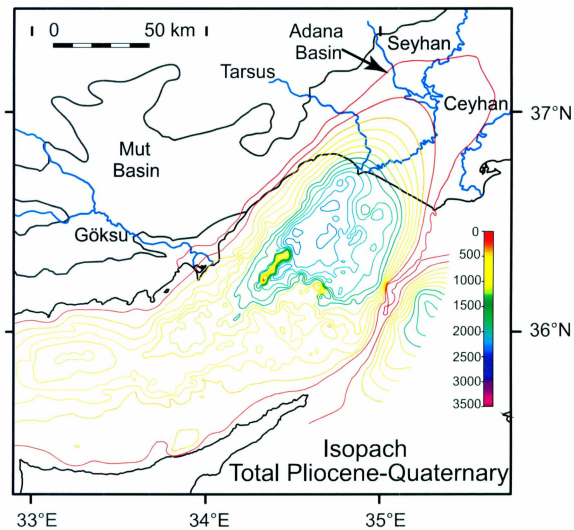 0 50 km
Adana
Basin
Seyhan
Tarsus
Ceyhan
37°N
Mut
Basin
Göksu
0
500
1000
1500
2000
2500
3000
3500
36°N
Isopach
Total Pliocene-Quaternary
33°E
34°E
35°E